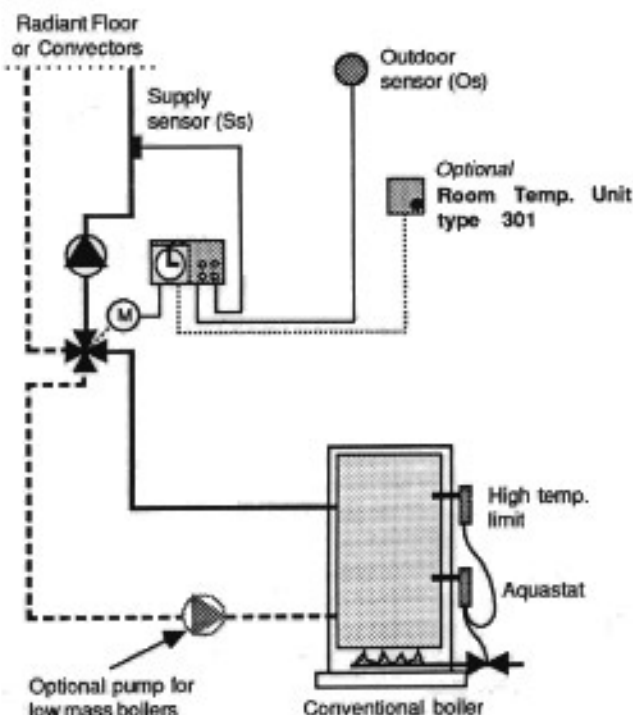 Radiant Floor
or Convectors
Supply
sensor (Ss)
Outdoor
sensor (Os)
Optional
Room Temp. Unit
type 301
M
High temp.
limit
Aquastat
Optional pump for
low mass boilers
Conventional boiler